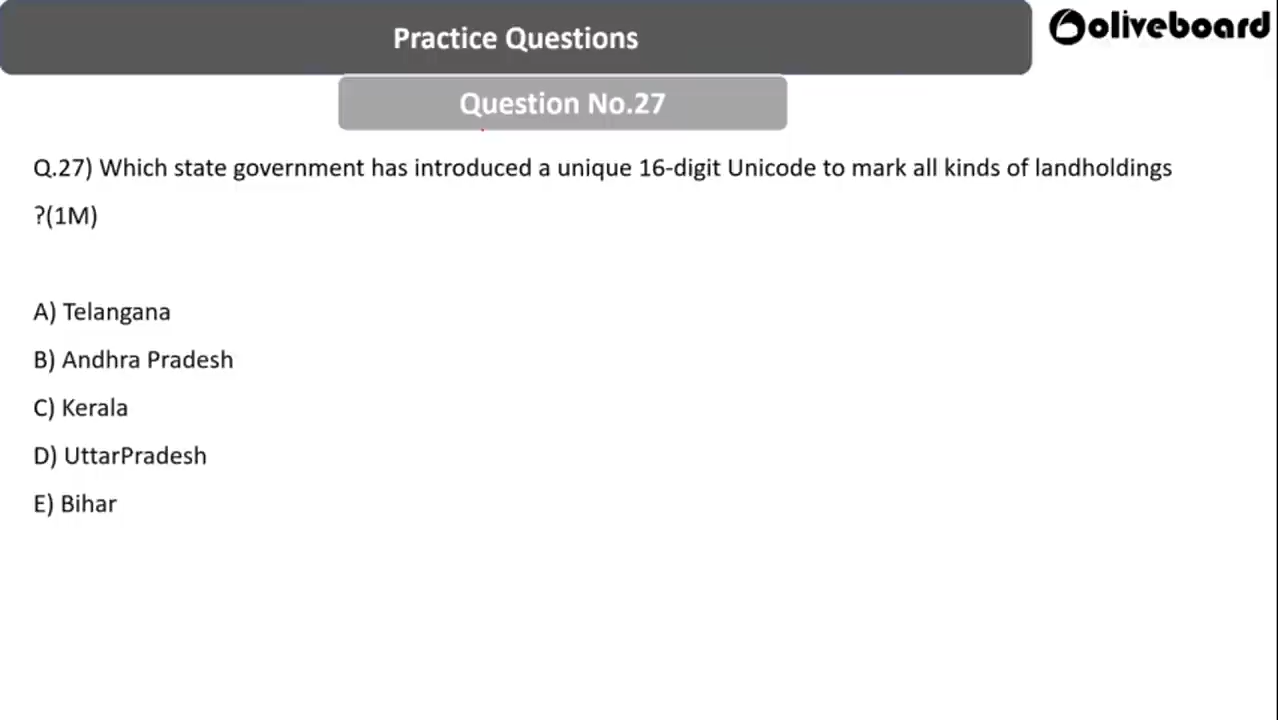 Practice Questions
oliveboard
Question No.27
Q.27) Which state government has introduced a unique 16-digit Unicode to mark all kinds of landholdings
?(1M)
A) Telangana
B) Andhra Pradesh
C) Kerala
D) UttarPradesh
E) Bihar